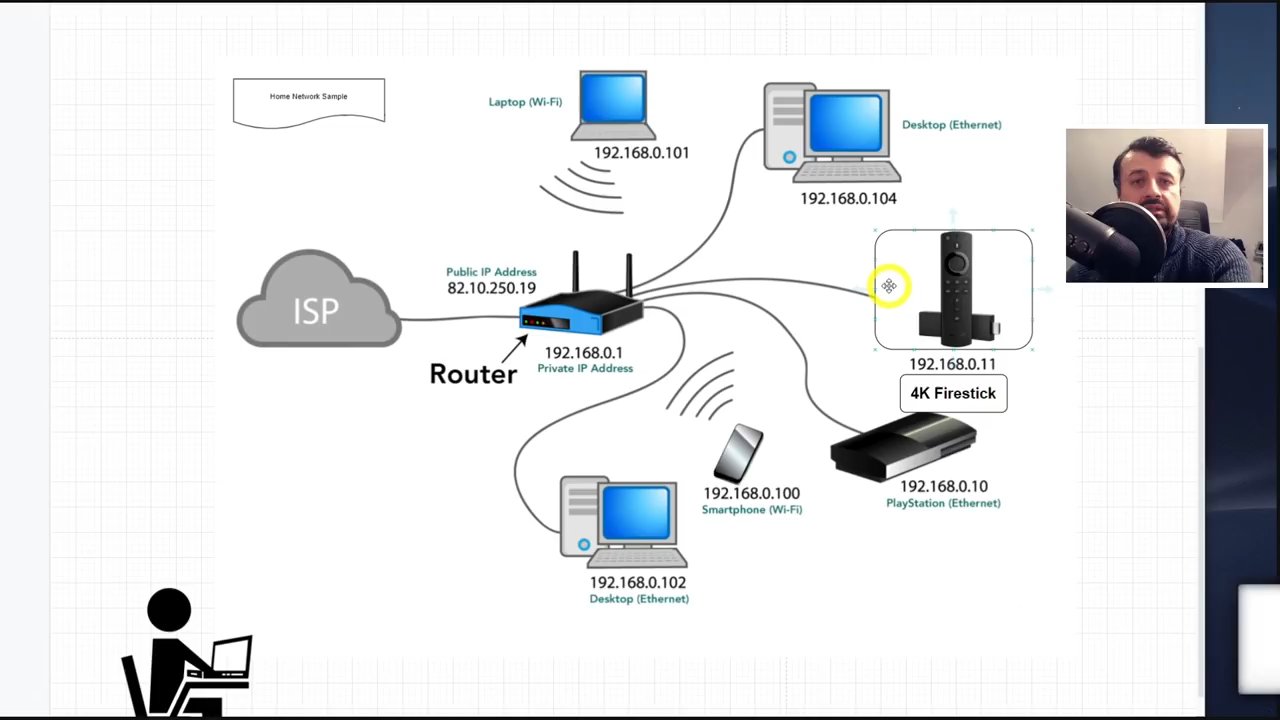 Home Network Sample
Laptop (Wi-Fi)
192.168.0.101
Desktop (Ethernet)
192.168.0.104
Public IP Address
82.10.250.19
ISP
192.168.0.1
Private IP Address
Router
192.168.0.11
4K Firestick
192.168.0.10
PlayStation (Ethernet)
192.168.0.100
Smartphone (Wi-Fi)
192.168.0.102
Desktop (Ethernet)